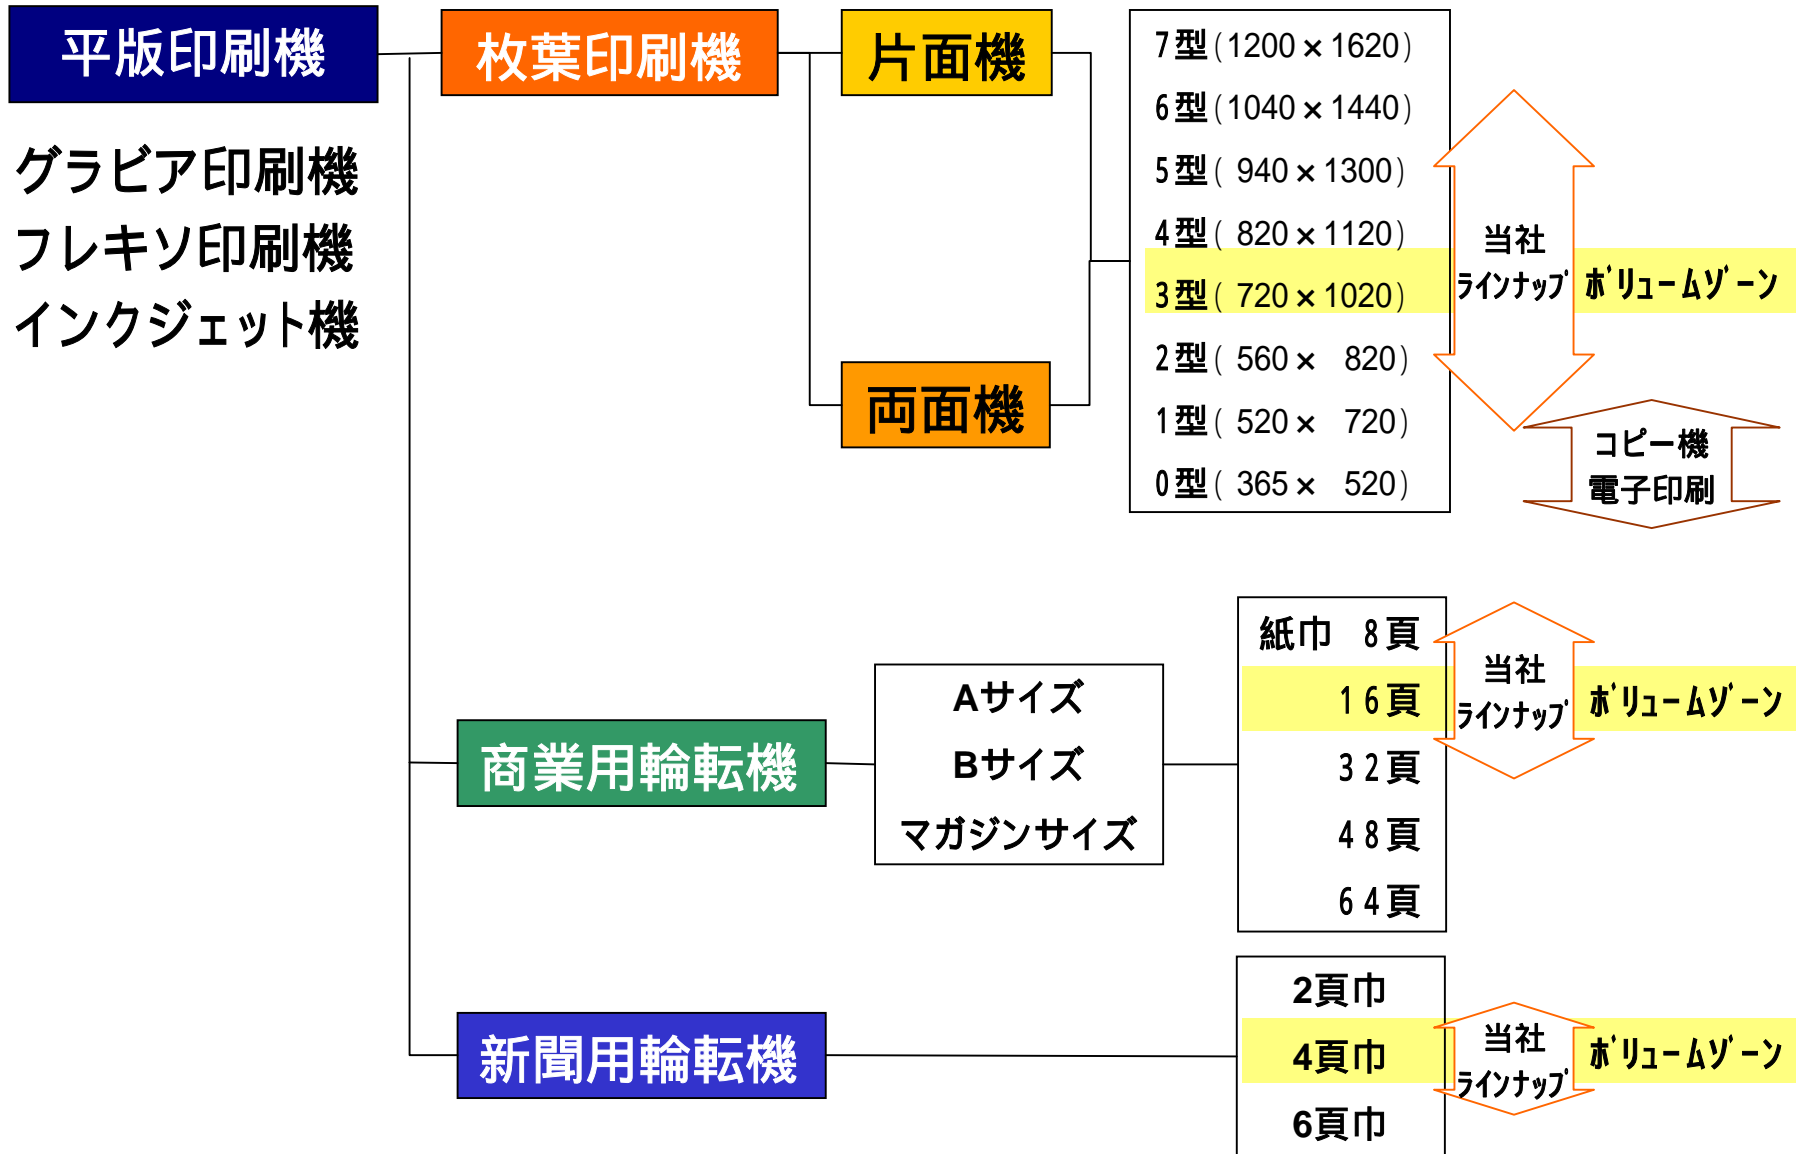 平版印刷機
グラビア印刷機
フレキソ印刷機
インクジェット機
枚葉印刷機
片面機
両面機
7型(1200×1620)
6型(1040×1440)
5型( 940×1300)
4型( 820×1120)
3型( 720×1020)
2型( 560× 820)
1型( 520× 720)
0型( 365× 520)
当社
ラインナップ
ボリュームゾーン
コピー機
電子印刷
商業用輪転機
Aサイズ
Bサイズ
マガジンサイズ
紙巾 8頁
16頁
32頁
48頁
64頁
当社
ラインナップ
ボリュームゾーン
新聞用輪転機
2頁巾
4頁巾
6頁巾
当社
ラインナップ
ボリュームゾーン